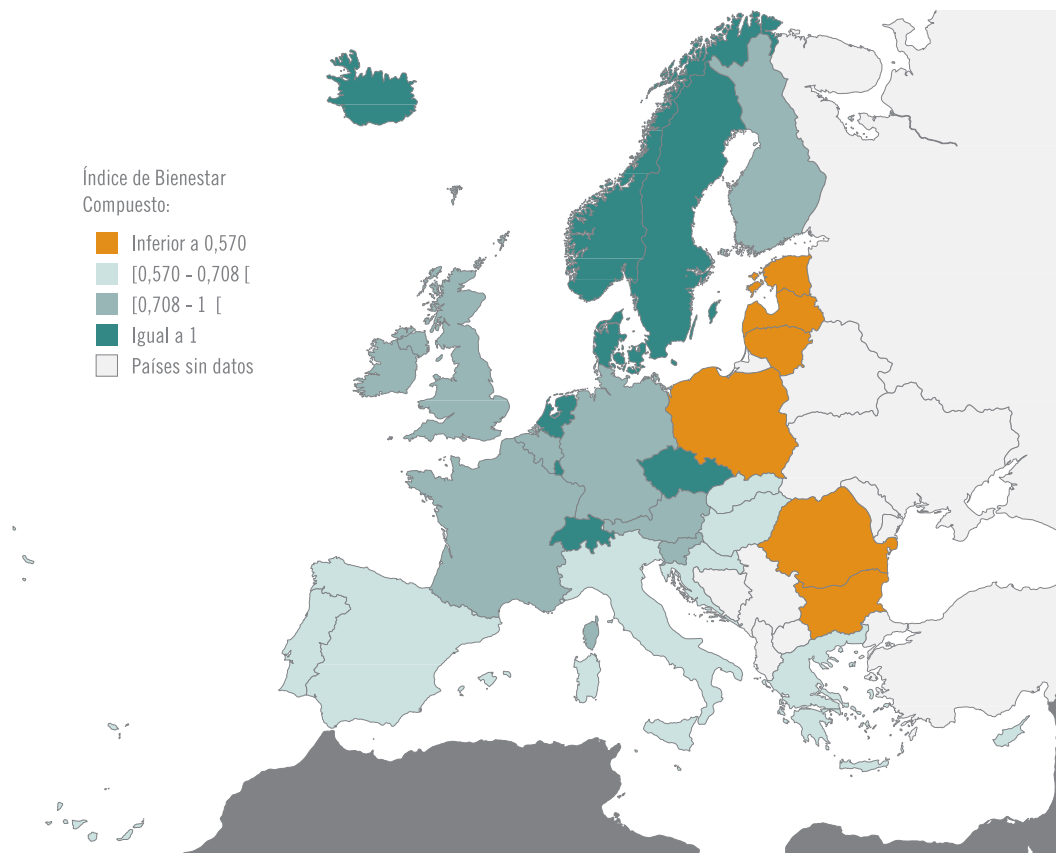 Índice de Bienestar
Compuesto:
Inferior a 0,570
[0,570 - 0,708 [
[0,708 - 1 [
Igual a 1
Países sin datos